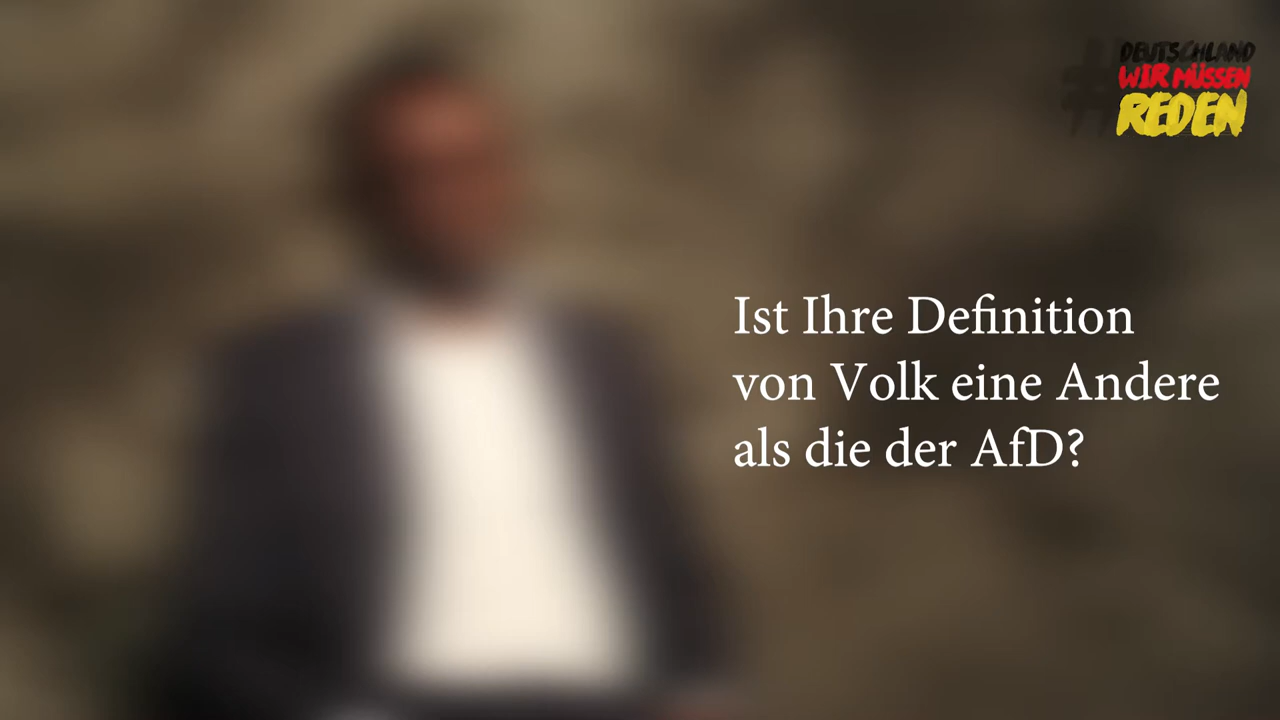 #DEUTSCHLAND
WIR MÜSSEN
REDEN
Ist Ihre Definition
von Volk eine Andere
als die der AfD?